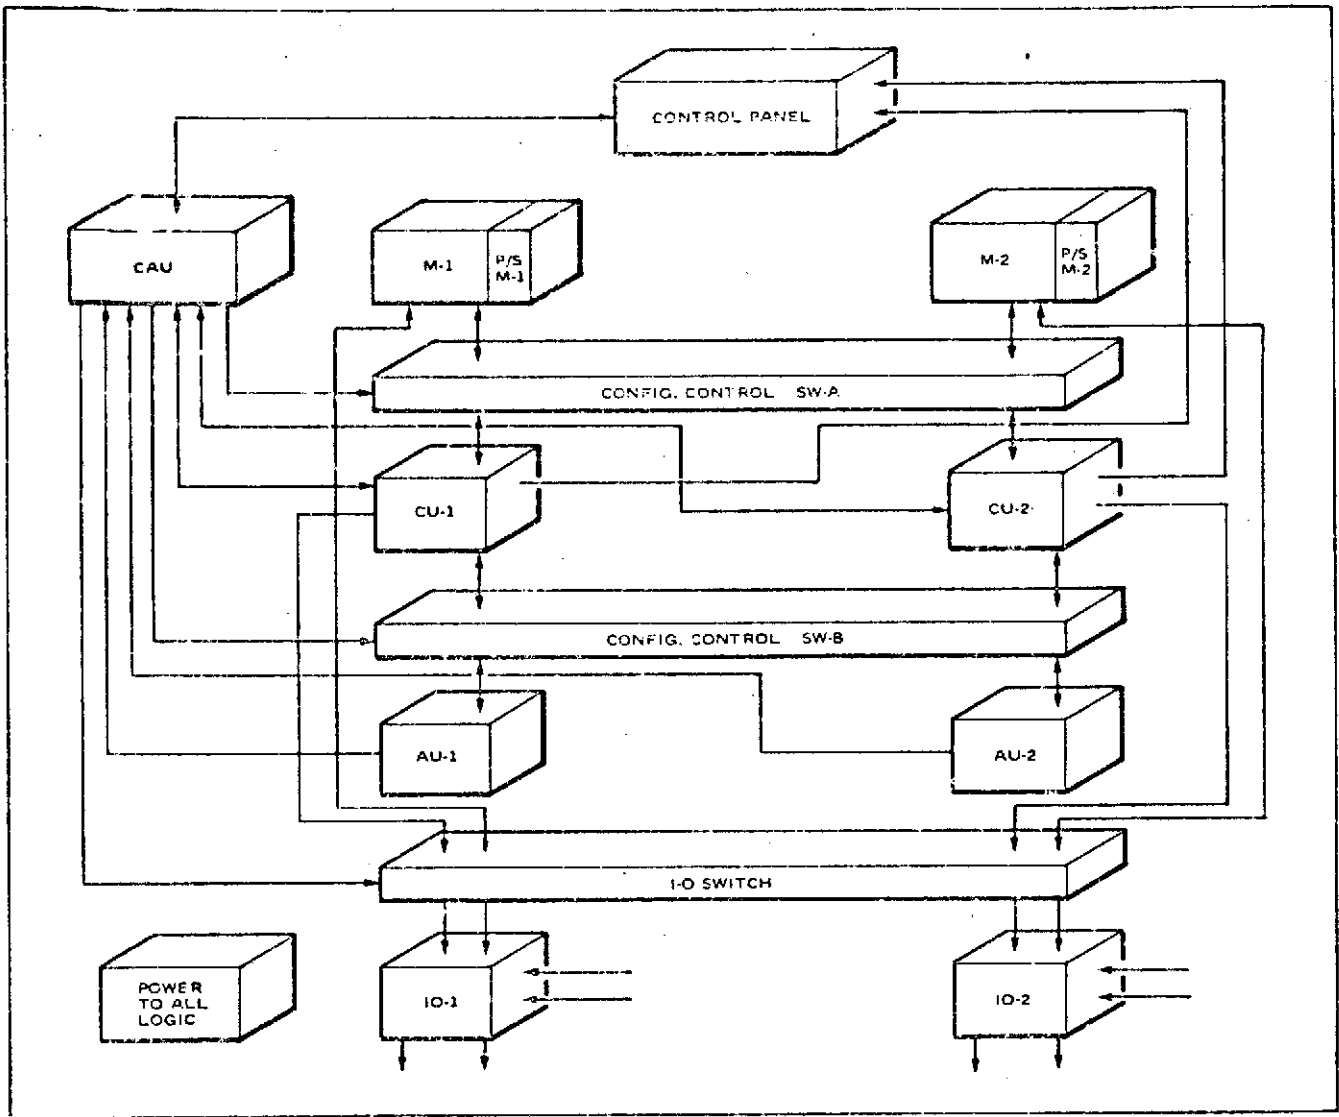 CONTROL PANEL
CAU
M-1
P/S
M-1
M-2
P/S
M-2
CONFIG. CONTROL SW-A
CU-1
CU-2
CONFIG. CONTROL SW-B
AU-1
AU-2
I-O SWITCH
POWER
TO ALL
LOGIC
IO-1
IO-2